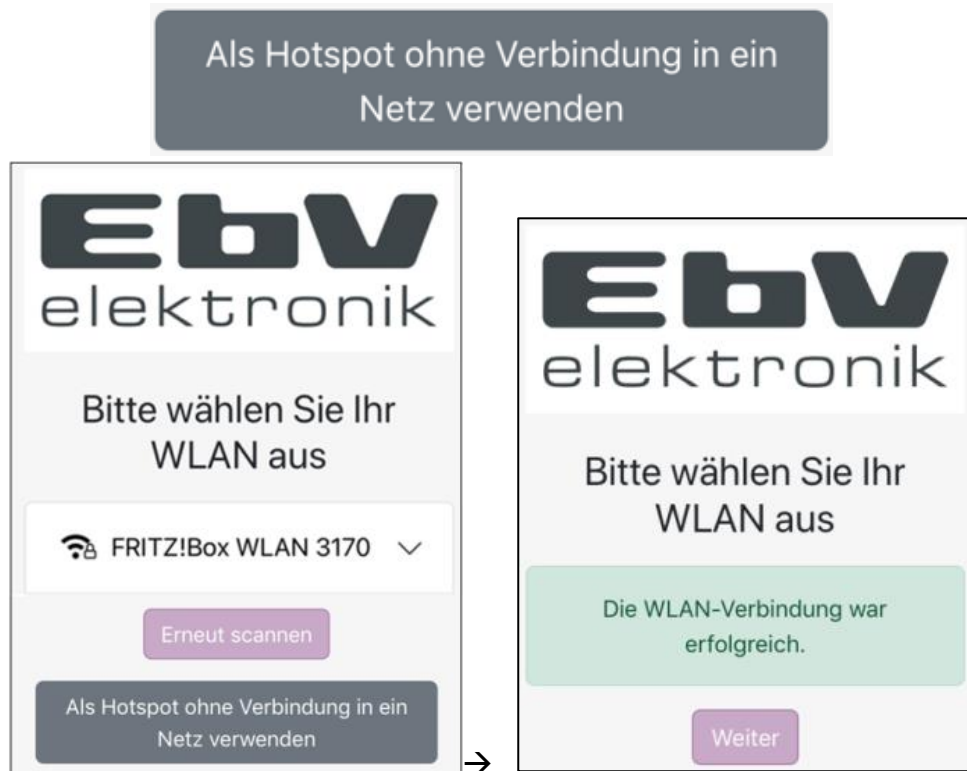 Als Hotspot ohne Verbindung in ein
Netz verwenden
EbV
elektronik
Bitte wählen Sie Ihr
WLAN aus
FRITZ!Box WLAN 3170
Erneut scannen
Als Hotspot ohne Verbindung in ein
Netz verwenden
→
EbV
elektronik
Bitte wählen Sie Ihr
WLAN aus
Die WLAN-Verbindung war
erfolgreich.
Weiter